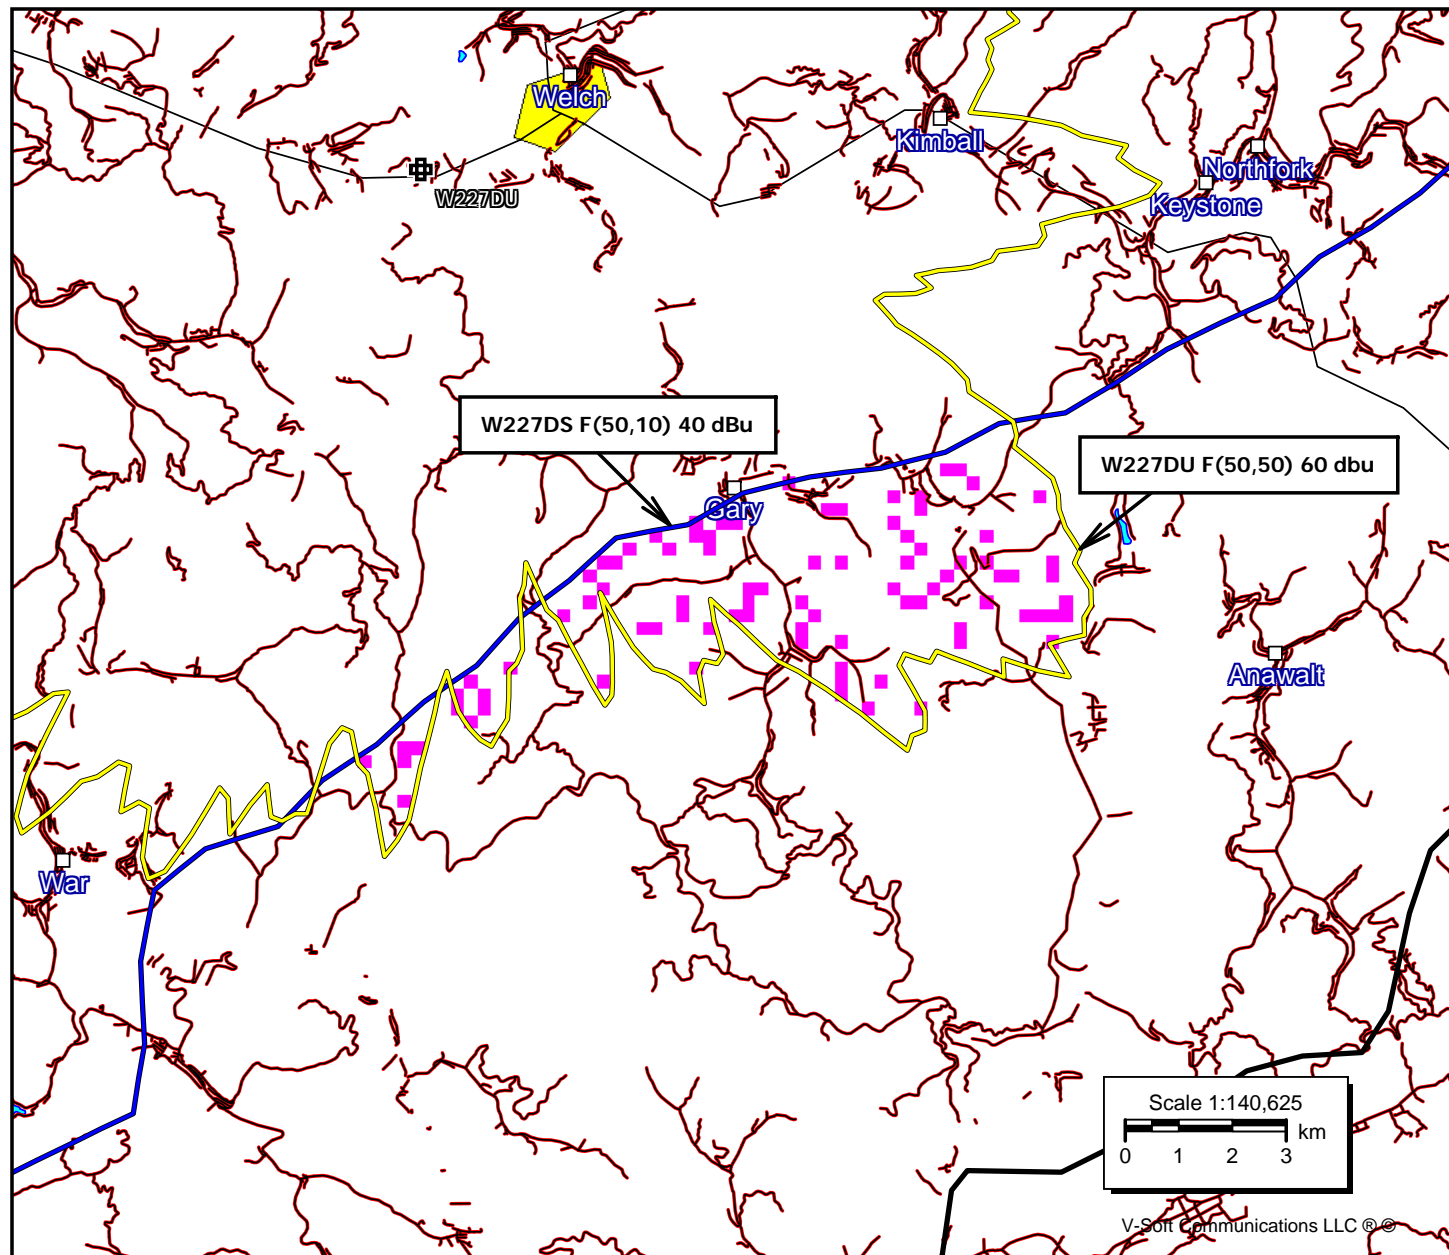 Welch
Kimball
Northfork
W227DU
Keystone
W227DS F(50,10) 40 dBu
W227DU F(50,50) 60 dbu
Gary
Anawalt
War
Scale 1:140,625
km
0 1 2 3
V-Soft Communications LLC ® ©